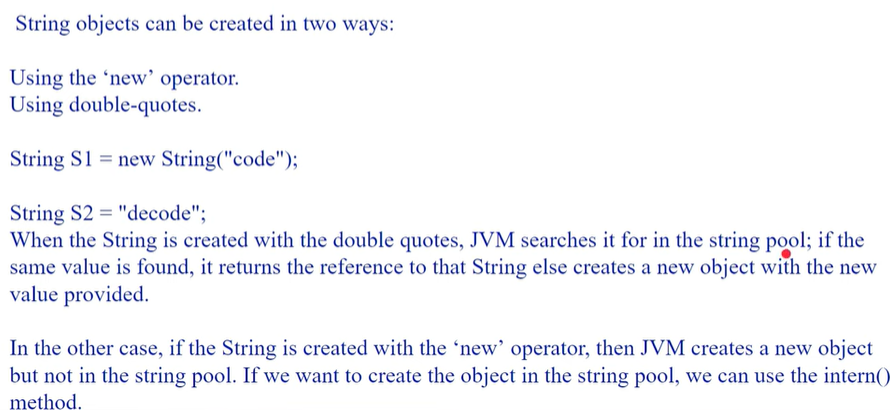 String objects can be created in two ways:
Using the ‘new’ operator.
Using double-quotes.
String S1 = new String("code");
String S2 = "decode";
When the String is created with the double quotes, JVM searches it for in the string pool; if the
same value is found, it returns the reference to that String else creates a new object with the new
value provided.
In the other case, if the String is created with the ‘new’ operator, then JVM creates a new object
but not in the string pool. If we want to create the object in the string pool, we can use the intern()
method.